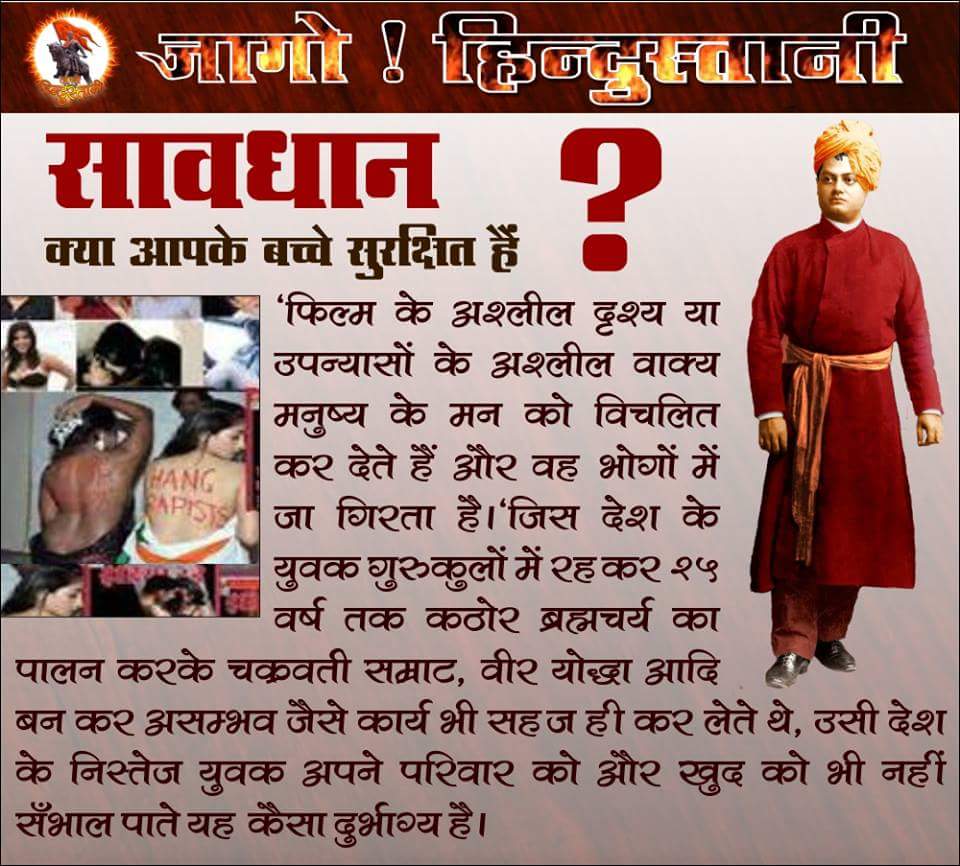 जागो ! हिन्दुस्तानी
सावधान ?
क्या आपके बच्चे सुरक्षित हैं
‘फिल्म के अश्लील दृश्य या
उपन्यासों के अश्लील वाक्य
मनुष्य के मन को विचलित
कर देते हैं और वह भोगों में
जा गिरता है।‘जिस देश के
युवक गुरुकुलों में रह कर २५
वर्ष तक कठोर ब्रह्मचर्य का
पालन करके चक्रवती सम्राट, वीर योद्धा आदि
बन कर असम्भव जैसे कार्य भी सहज ही कर लेते थे, उसी देश
के निस्तेज युवक अपने परिवार को और खुद को भी नहीं
सँभाल पाते यह कैसा दुर्भाग्य है।
HANG
RAPISTS